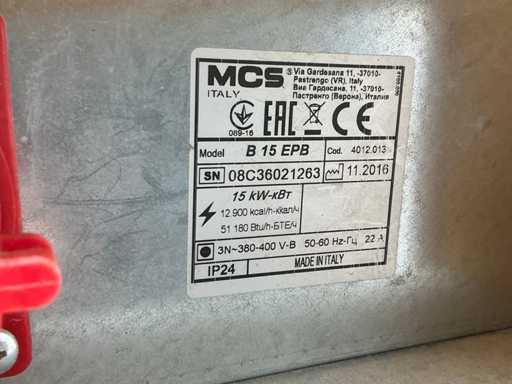 MCS ® Via Gardesana 11, -37010-
Pastrengo (VR), Italy
ITALY Виа Гардесана, 11, -37010-
Пастренго (Верона), Италия
089-16 EAC CE
Model B 15 EPB Cod. 4012.013
SN 08C36021263 11.2016
15 kW-кВт
12 900 kcal/h-ккал/ч
51 180 Btu/h-БТЕ/ч
3N~380-400 V-В 50-60 Hz-Гц 22 A
IP24 MADE IN ITALY